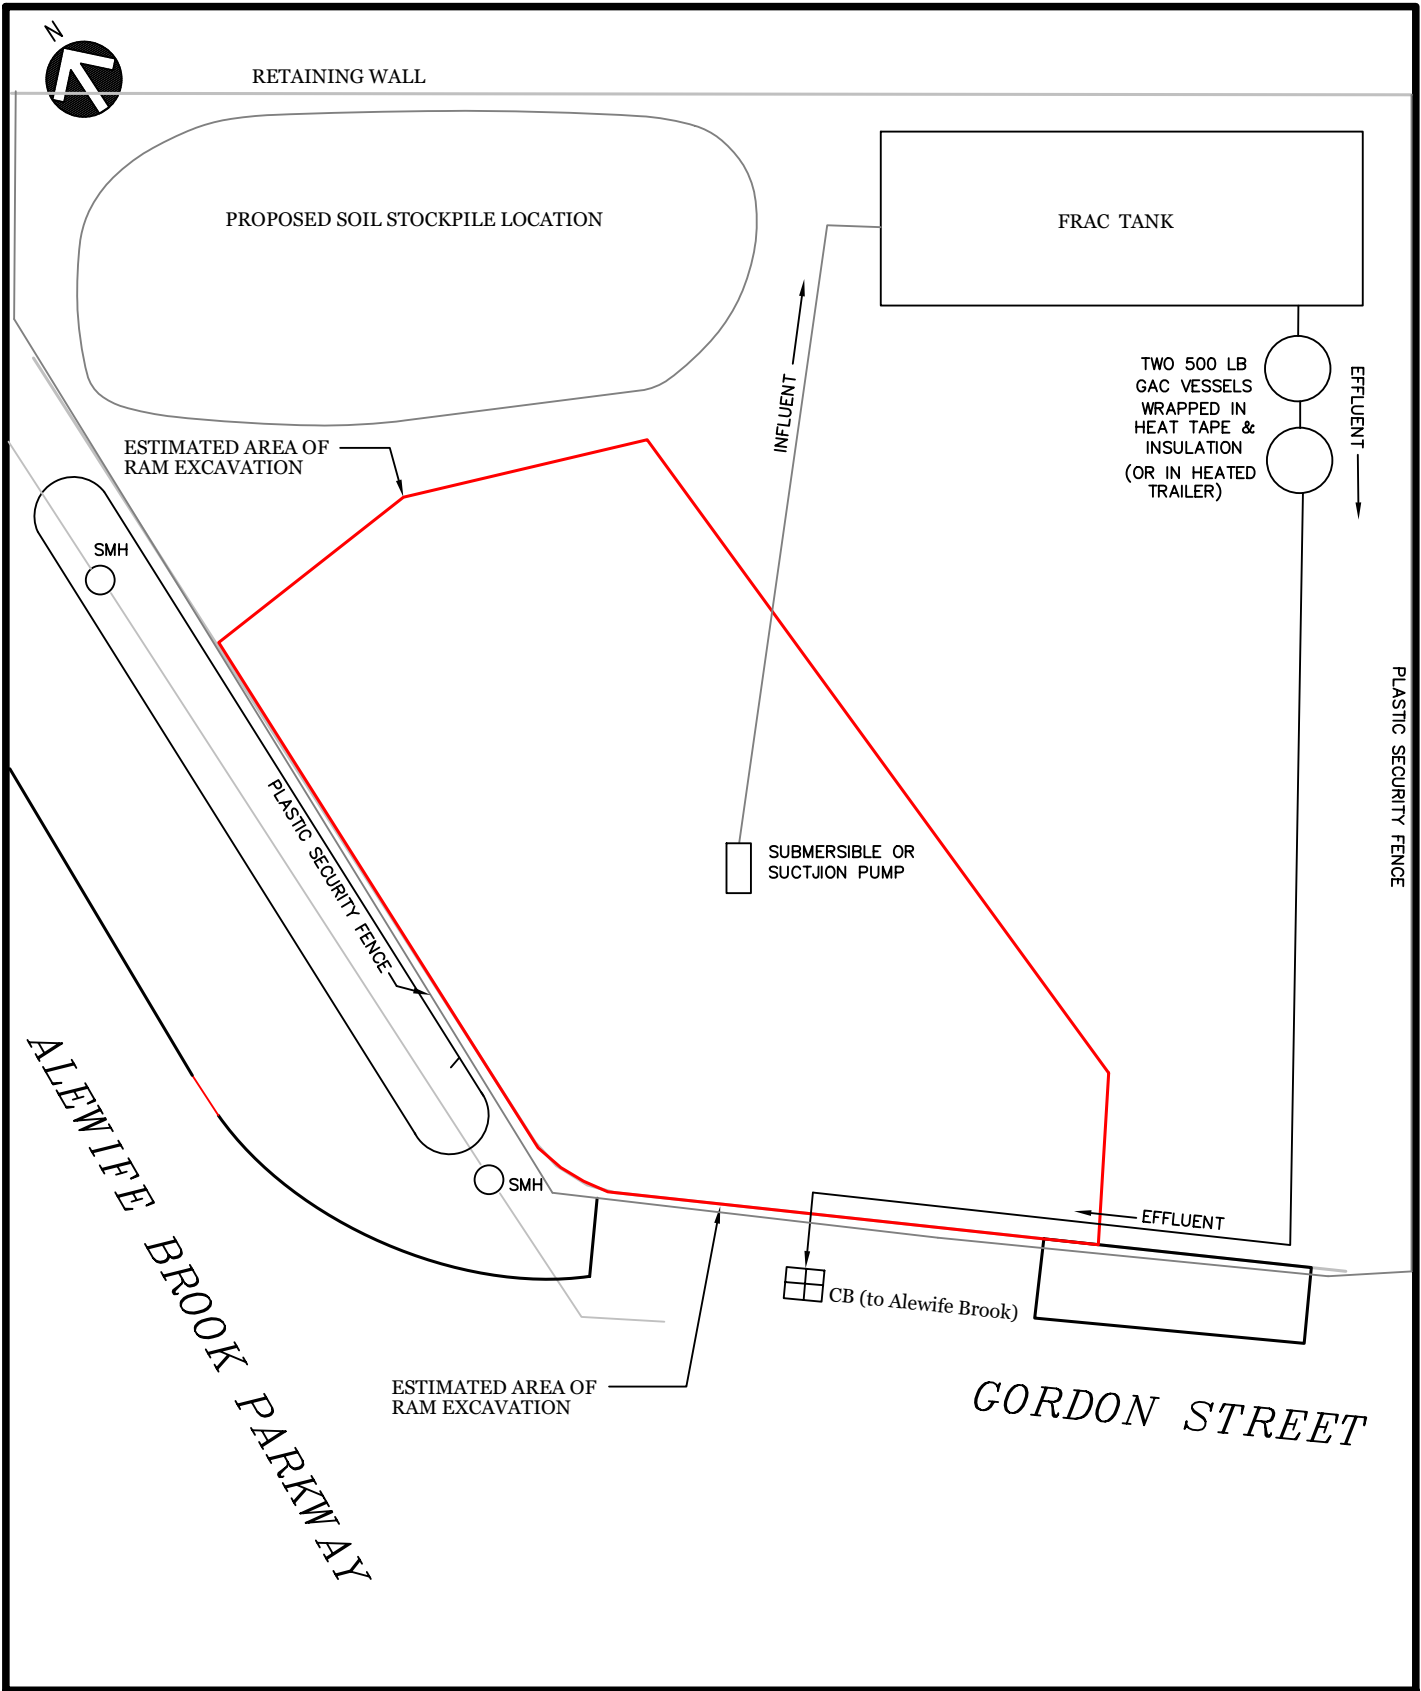 N
RETAINING WALL
PROPOSED SOIL STOCKPILE LOCATION
FRAC TANK
INFLUENT
TWO 500 LB
GAC VESSELS
WRAPPED IN
HEAT TAPE &
INSULATION
(OR IN HEATED
TRAILER)
EFFLUENT
ESTIMATED AREA OF
RAM EXCAVATION
SMH
PLASTIC SECURITY FENCE
PLASTIC SECURITY FENCE
SUBMERSIBLE OR
SUCTJION PUMP
SMH
EFFLUENT
CB (to Alewife Brook)
ESTIMATED AREA OF
RAM EXCAVATION
GORDON STREET
ALEWIFE BROOK PARKWAY